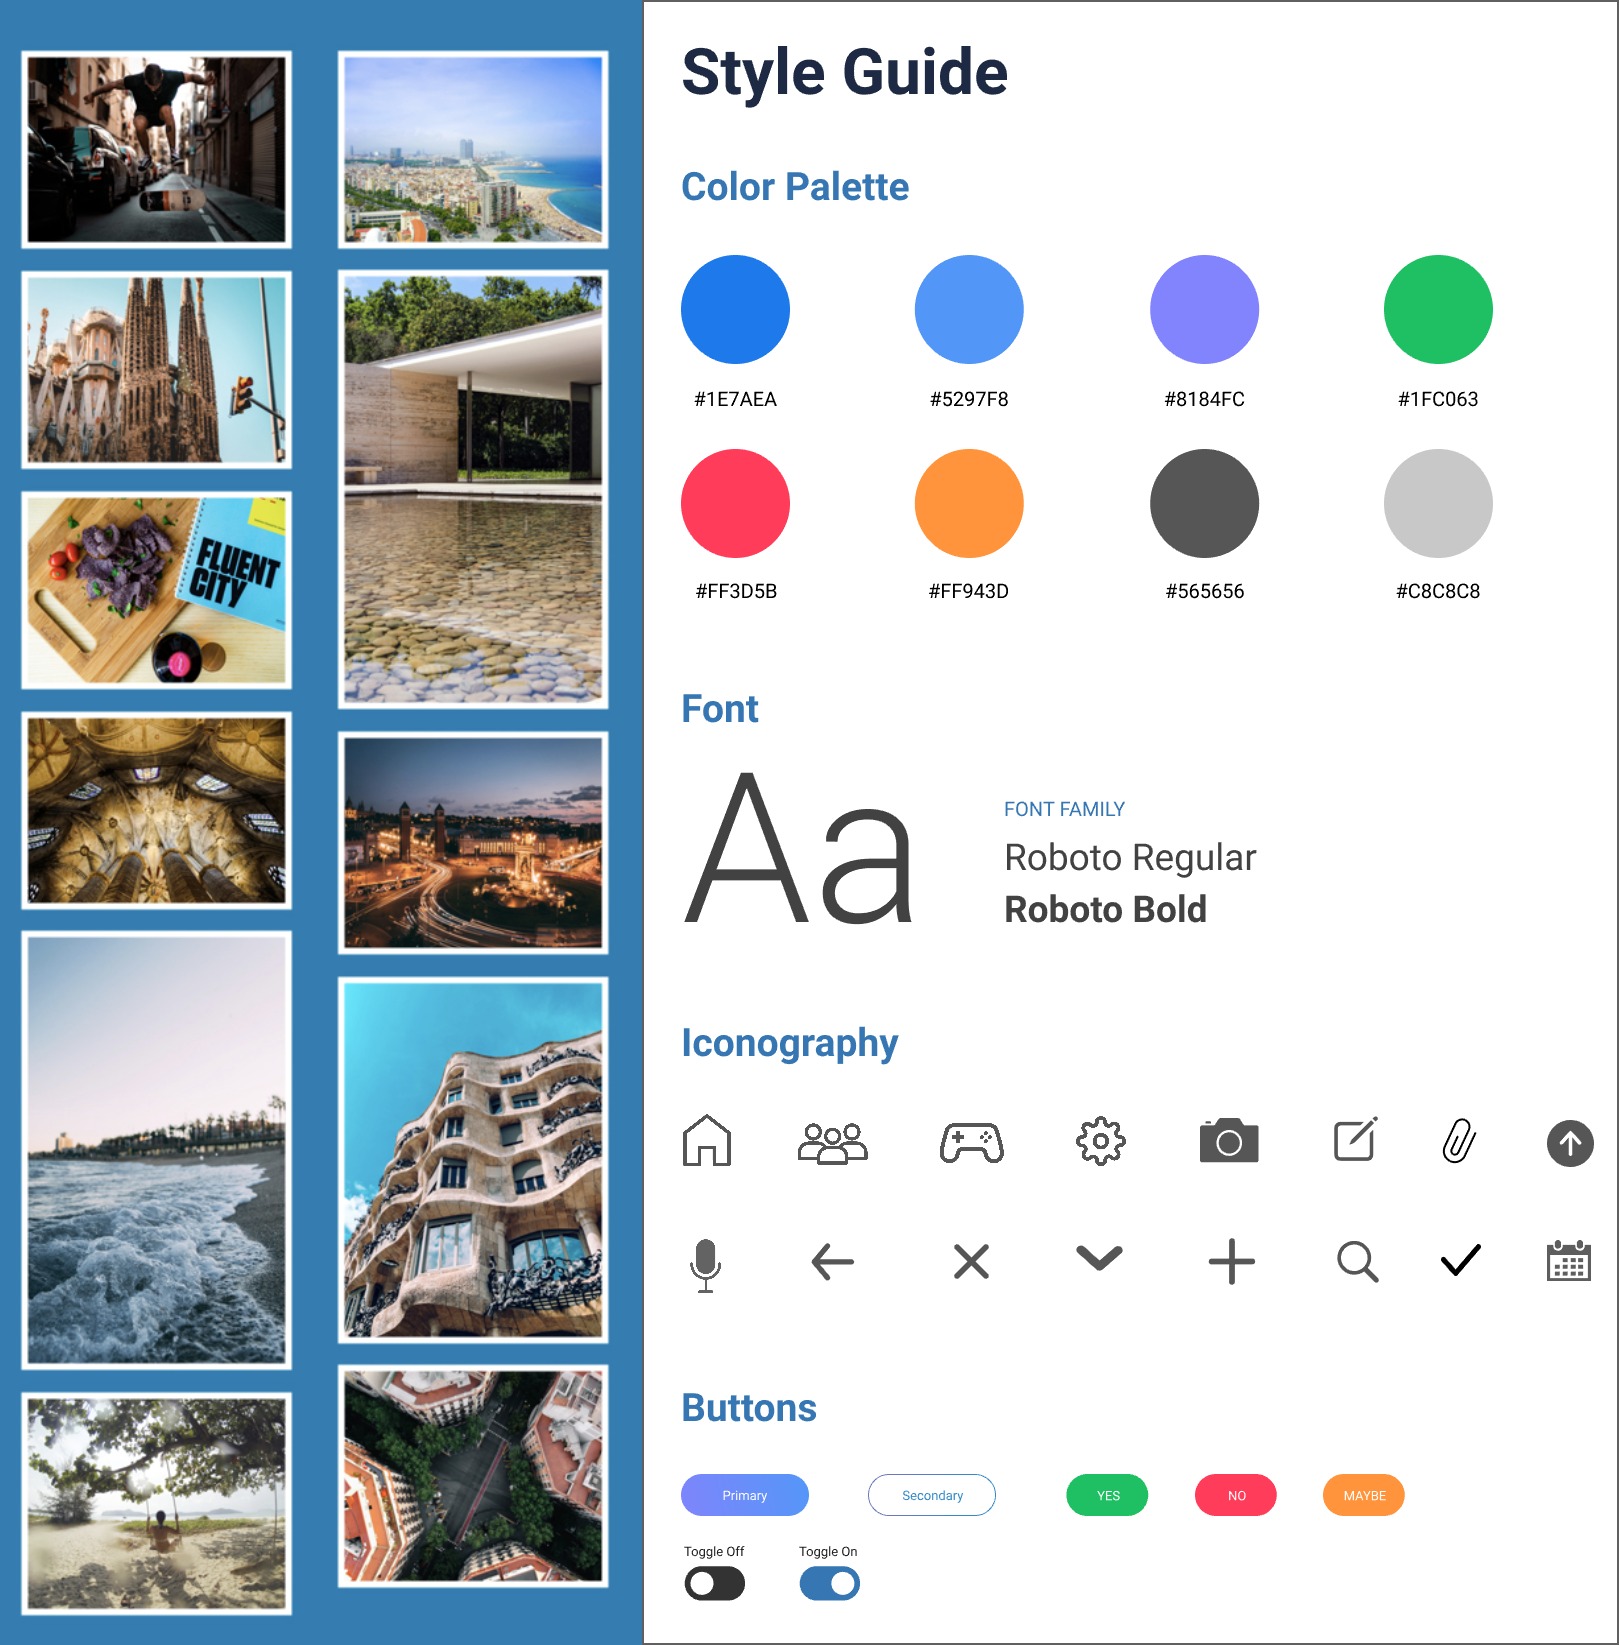 FLUENT
CITY
Style Guide
Color Palette
#1E7AEA
#5297F8
#8184FC
#1FC063
#FF3D5B
#FF943D
#565656
#C8C8C8
Font
Aa
FONT FAMILY
Roboto Regular
Roboto Bold
Iconography
Buttons
Primary
Secondary
YES
NO
MAYBE
Toggle Off
Toggle On